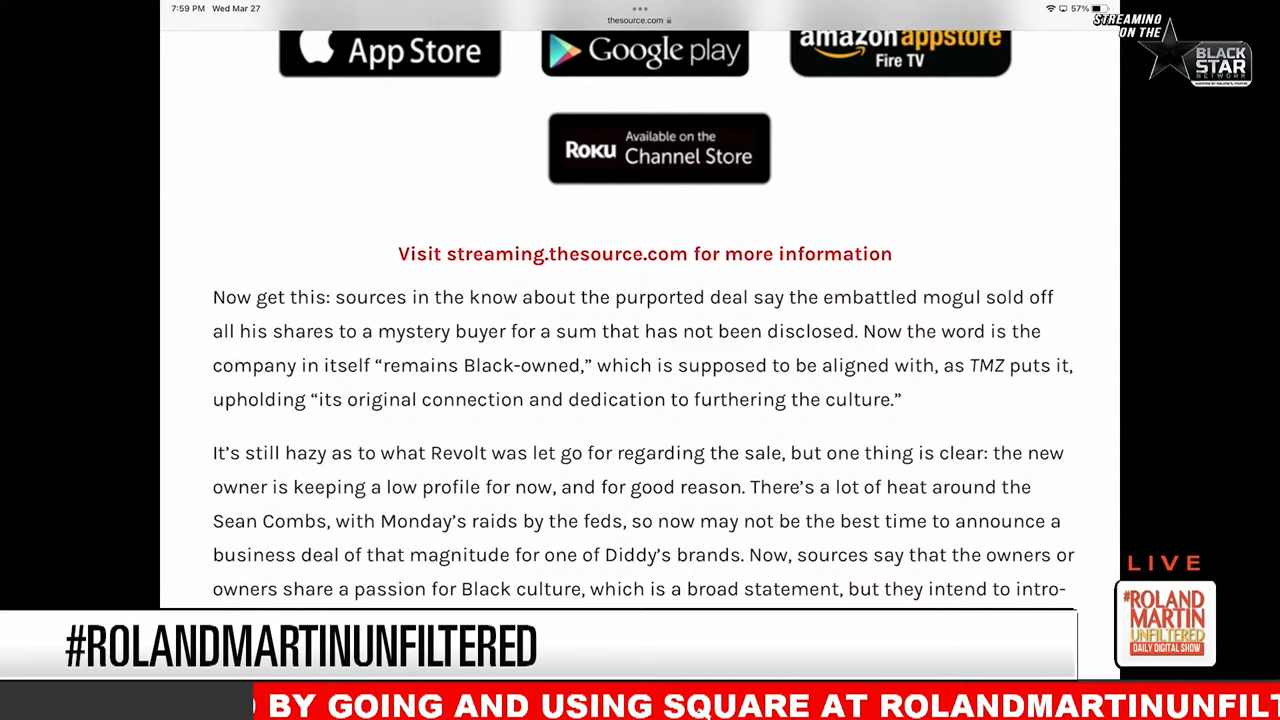 7:59 PM Wed Mar 27
thesource.com
57%
STREAMING
ON THE
BLACK
STAR
NETWORK
App Store
Google play
amazon appstore
Fire TV
ROKU
Available on the
Channel Store
Visit streaming.thesource.com for more information
Now get this: sources in the know about the purported deal say the embattled mogul sold off
all his shares to a mystery buyer for a sum that has not been disclosed. Now the word is the
company in itself “remains Black-owned,” which is supposed to be aligned with, as TMZ puts it,
upholding “its original connection and dedication to furthering the culture.”
It’s still hazy as to what Revolt was let go for regarding the sale, but one thing is clear: the new
owner is keeping a low profile for now, and for good reason. There’s a lot of heat around the
Sean Combs, with Monday’s raids by the feds, so now may not be the best time to announce a
business deal of that magnitude for one of Diddy’s brands. Now, sources say that the owners or
owners share a passion for Black culture, which is a broad statement, but they intend to intro-
LIVE
#ROLAND
MARTIN
UNFILTERED
DAILY DIGITAL SHOW
#ROLANDMARTINUNFILTERED
BY GOING AND USING SQUARE AT ROLANDMARTINUNFILT